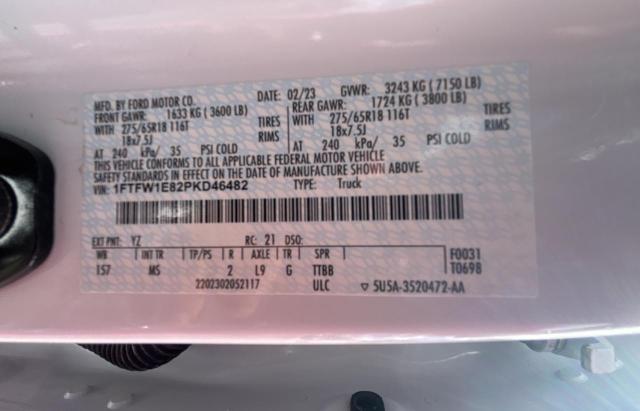 MFD. BY FORD MOTOR CO.
DATE: 02/23 GVWR: 3243 KG ( 7150 LB)
FRONT GAWR: 1633 KG ( 3600 LB) REAR GAWR: 1724 KG ( 3800 LB)
WITH 275/65R18 116T TIRES WITH 275/65R18 116T TIRES
18x7.5J RIMS 18x7.5J RIMS
AT 240 kPa/ 35 PSI COLD AT 240 kPa/ 35 PSI COLD
THIS VEHICLE CONFORMS TO ALL APPLICABLE FEDERAL MOTOR VEHICLE
SAFETY STANDARDS IN EFFECT ON THE DATE OF MANUFACTURE SHOWN ABOVE.
VIN: 1FTFW1E82PKD46482 TYPE: Truck
EXT PNT: YZ RC: 21 DSO:
WB INT TR TP/PS R AXLE TR SPR F0031
157 MS 2 L9 G TTBB T0698
2202302052117 ULC ▽ 5U5A-3520472-AA